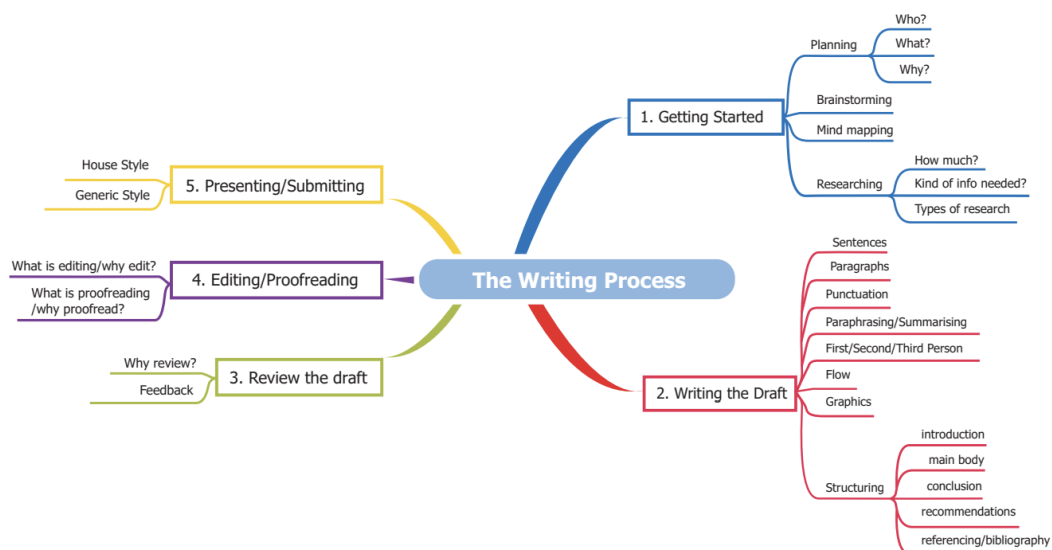 The Writing Process
1. Getting Started
Planning
Who?
What?
Why?
Brainstorming
Mind mapping
Researching
How much?
Kind of info needed?
Types of research
2. Writing the Draft
Sentences
Paragraphs
Punctuation
Paraphrasing/Summarising
First/Second/Third Person
Flow
Graphics
Structuring
introduction
main body
conclusion
recommendations
referencing/bibliography
3. Review the draft
Why review?
Feedback
4. Editing/Proofreading
What is editing/why edit?
What is proofreading
/why proofread?
5. Presenting/Submitting
House Style
Generic Style